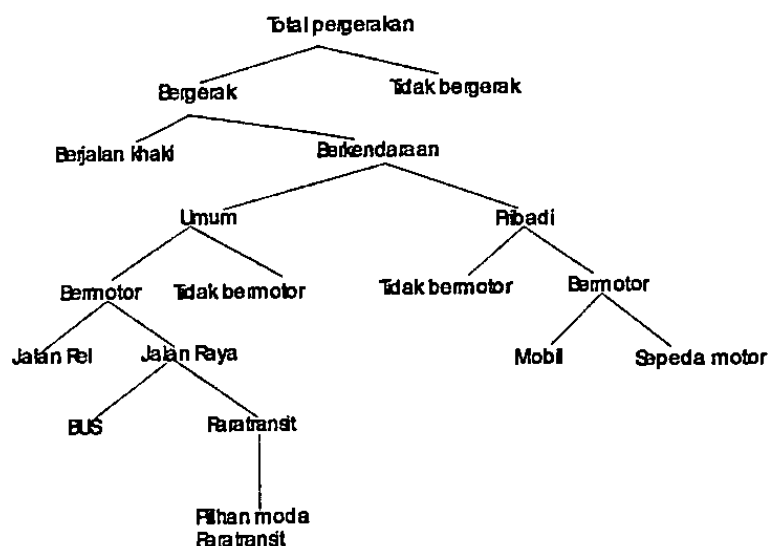 Total pergerakan
Bergerak
Tidak bergerak
Berjalan khaki
Berkendaraan
Umum
Pribadi
Bermotor
Tidak bermotor
Tidak bermotor
Bermotor
Jalan Rel
Jalan Raya
Mobil
Sepeda motor
BUS
Paratransit
Pilihan moda
Paratransit